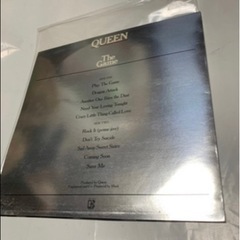 QUEEN
The Game
Play The Game
Dragon Attack
Another One Bites the Dust
Need Your Loving Tonight
Crazy Little Thing Called Love
Rock It (prime jive)
Don't Try Suicide
Sail Away Sweet Sister
Coming Soon
Save Me